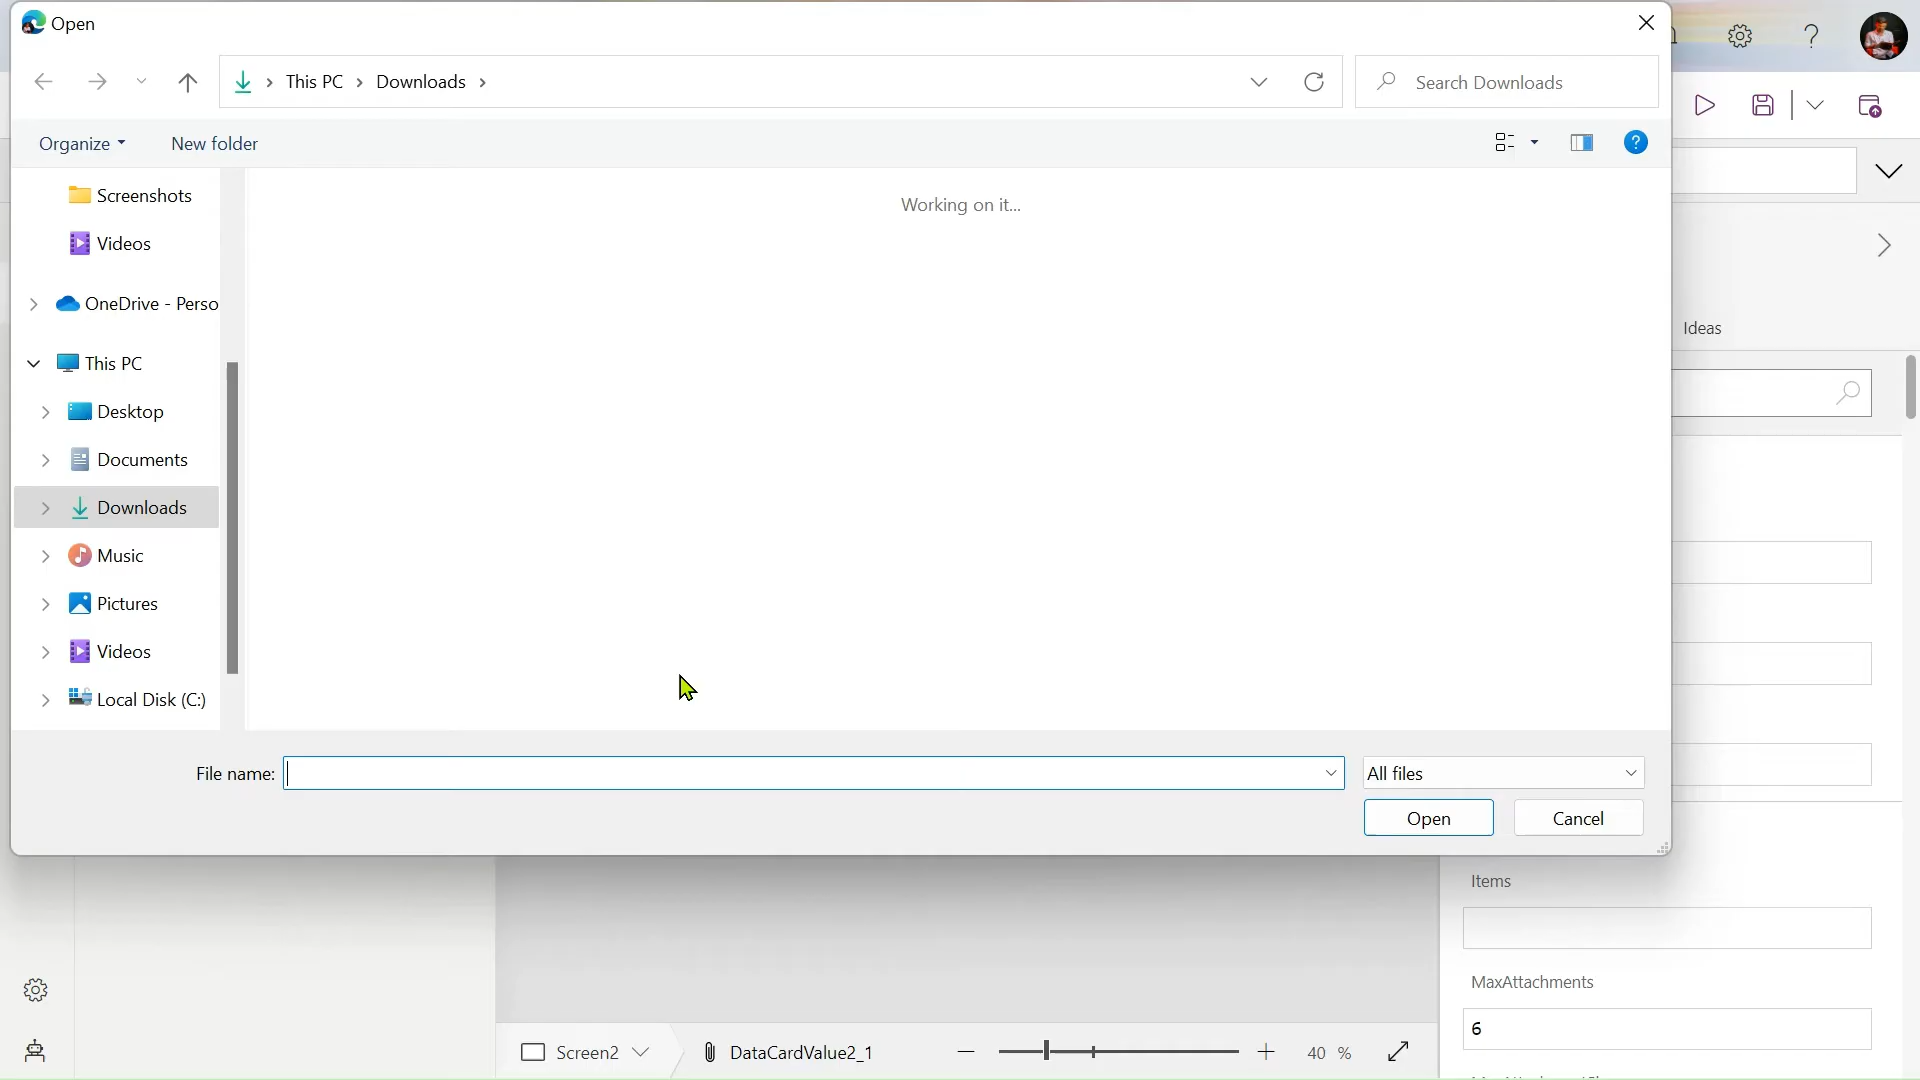 Open
This PC
Downloads
Search Downloads
Organize
New folder
Screenshots
Videos
OneDrive - Perso
This PC
Desktop
Documents
Downloads
Music
Pictures
Videos
Local Disk (C:)
Working on it...
File name:
All files
Open
Cancel
Ideas
Items
MaxAttachments
6
Screen2
DataCardValue2_1
40 %